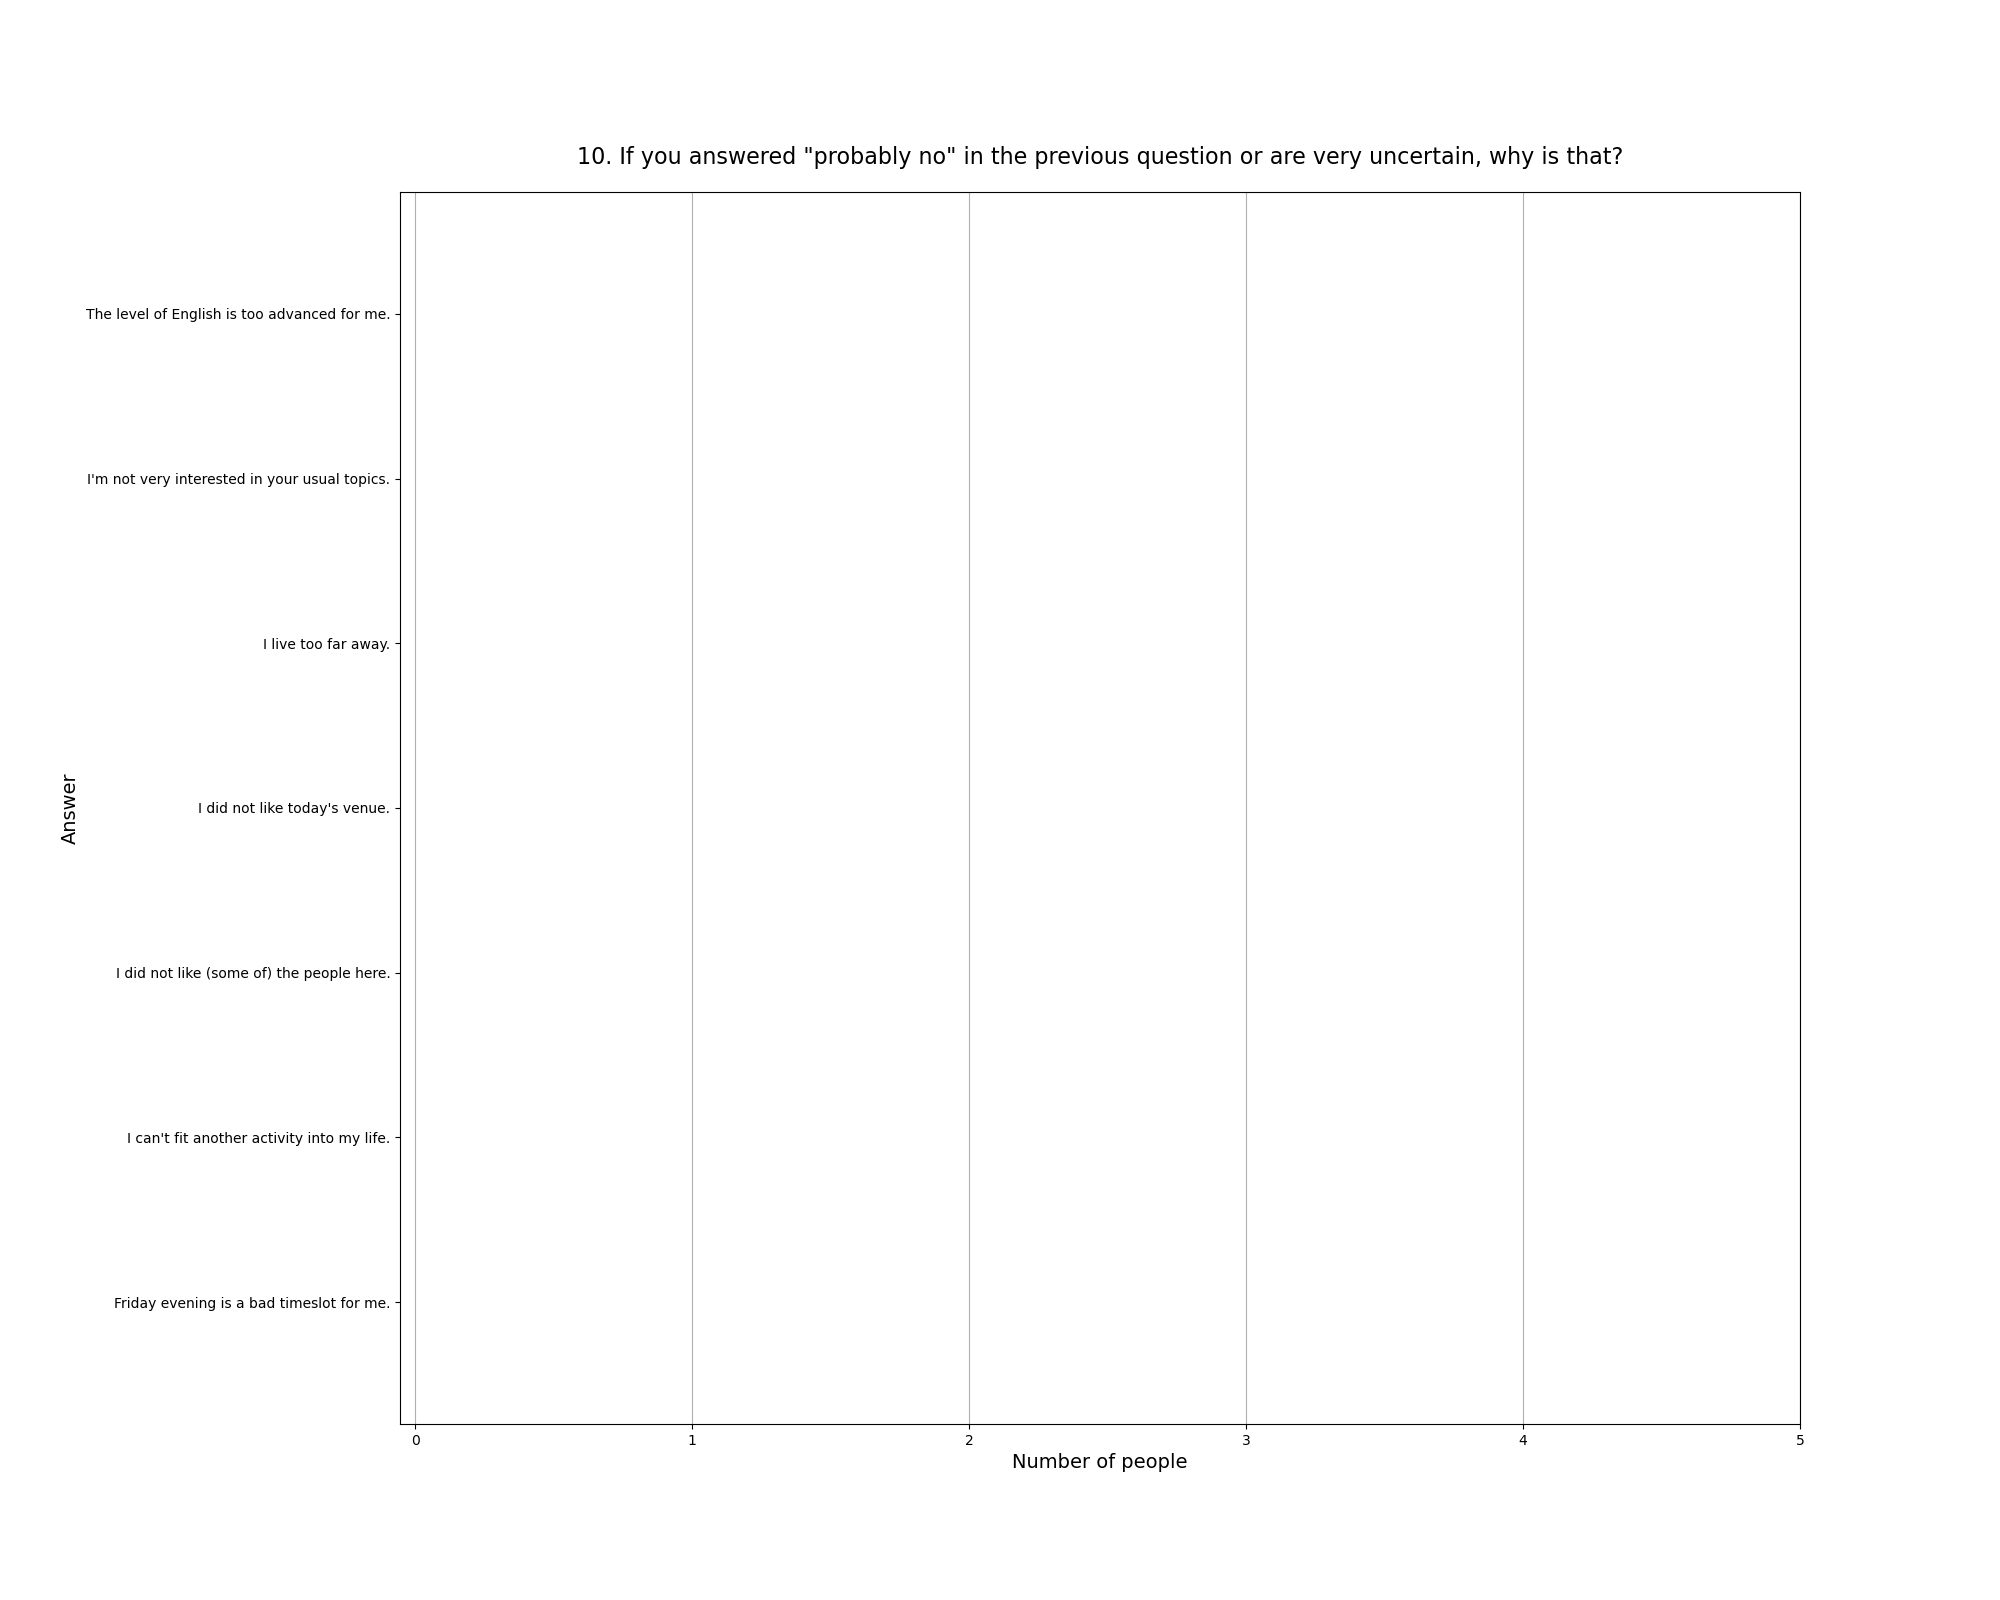 10. If you answered "probably no" in the previous question or are very uncertain, why is that?
The level of English is too advanced for me.
I'm not very interested in your usual topics.
I live too far away.
I did not like today's venue.
I did not like (some of) the people here.
I can't fit another activity into my life.
Friday evening is a bad timeslot for me.
Answer
0 1 2 3 4 5
Number of people